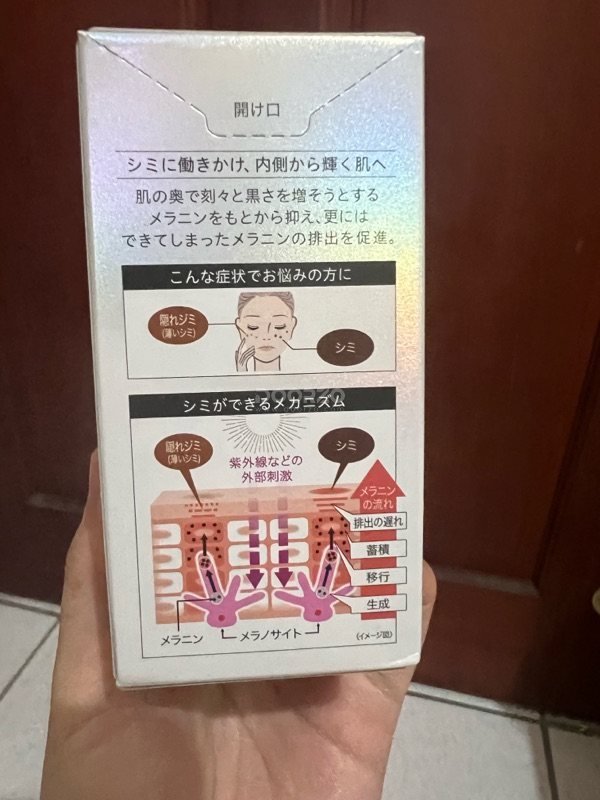 開け口
シミに働きかけ、内側から輝く肌へ
肌の奥で刻々と黒さを増そうとする
メラニンをもとから抑え、更には
できてしまったメラニンの排出を促進。
こんな症状でお悩みの方に
隠れジミ
(薄いシミ)
シミ
シミができるメカニズム
隠れジミ
(薄いシミ)
シミ
紫外線などの
外部刺激
メラニン
の流れ
排出の遅れ
蓄積
移行
生成
メラニン
メラノサイト
(イメージ図)